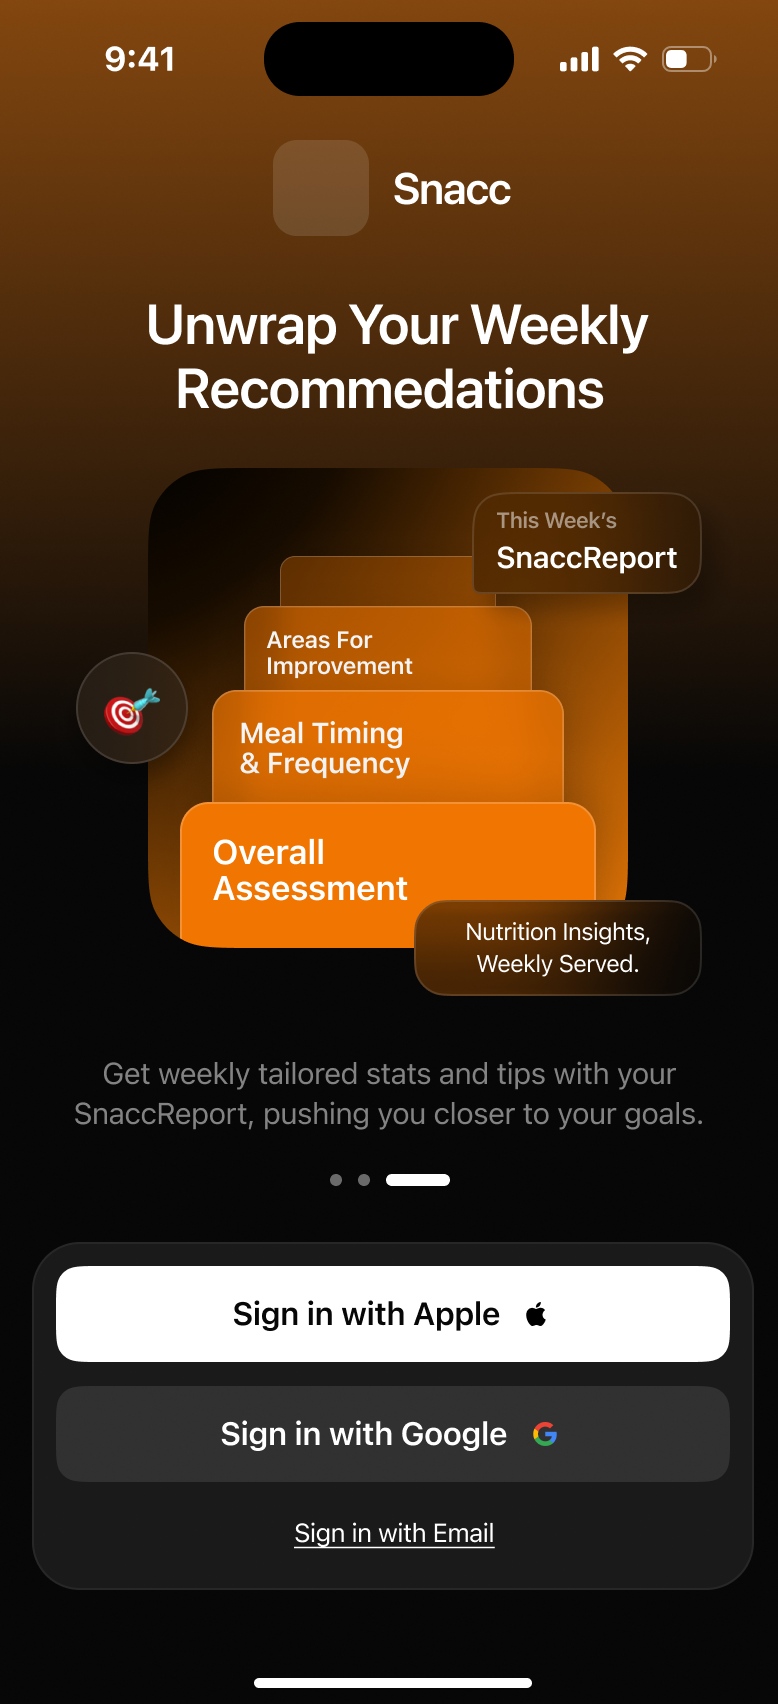 9:41
Snacc
Unwrap Your Weekly
Recommedations
This Week's
SnaccReport
Areas For
Improvement
Meal Timing
& Frequency
Overall
Assessment
Nutrition Insights,
Weekly Served.
Get weekly tailored stats and tips with your
SnaccReport, pushing you closer to your goals.
Sign in with Apple
Sign in with Google
Sign in with Email